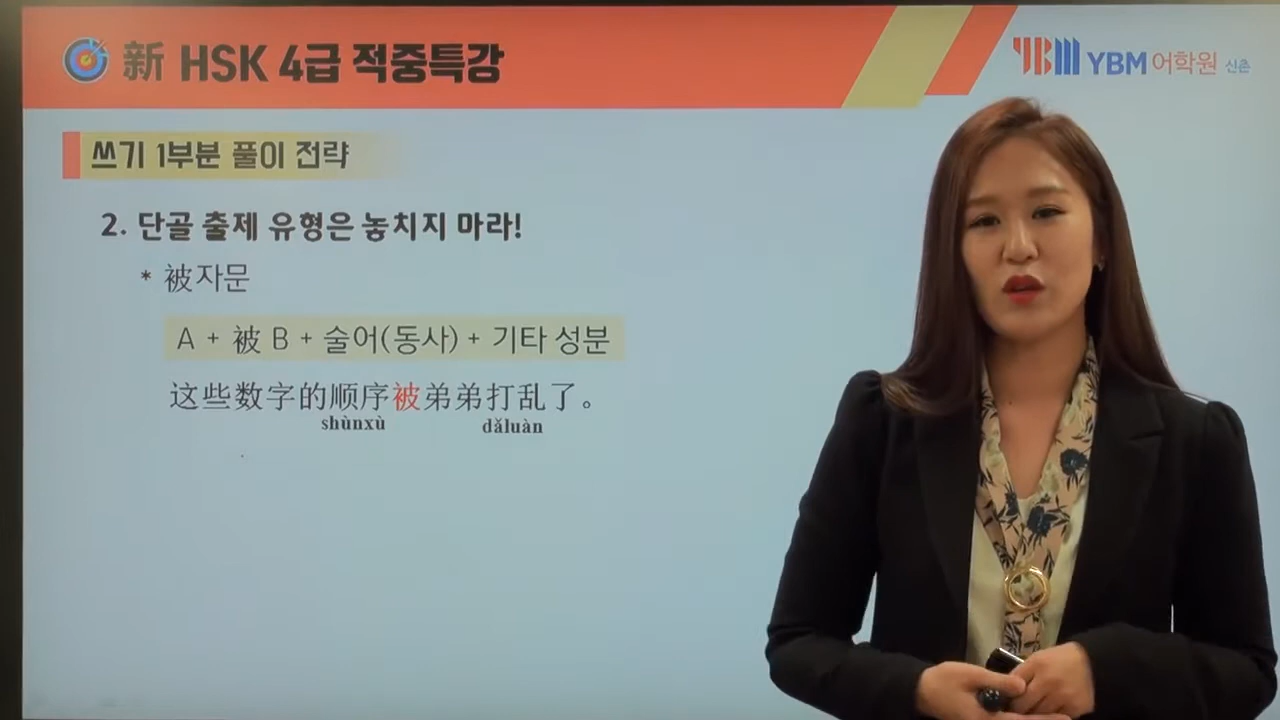 新 HSK 4급 적중특강
YBM YBM 어학원 신촌
쓰기 1부분 풀이 전략
2. 단골 출제 유형은 놓치지 마라!
* 被자문
A + 被 B + 술어(동사) + 기타 성분
这些数字的顺序被弟弟打乱了。
shùnxù dǎluàn